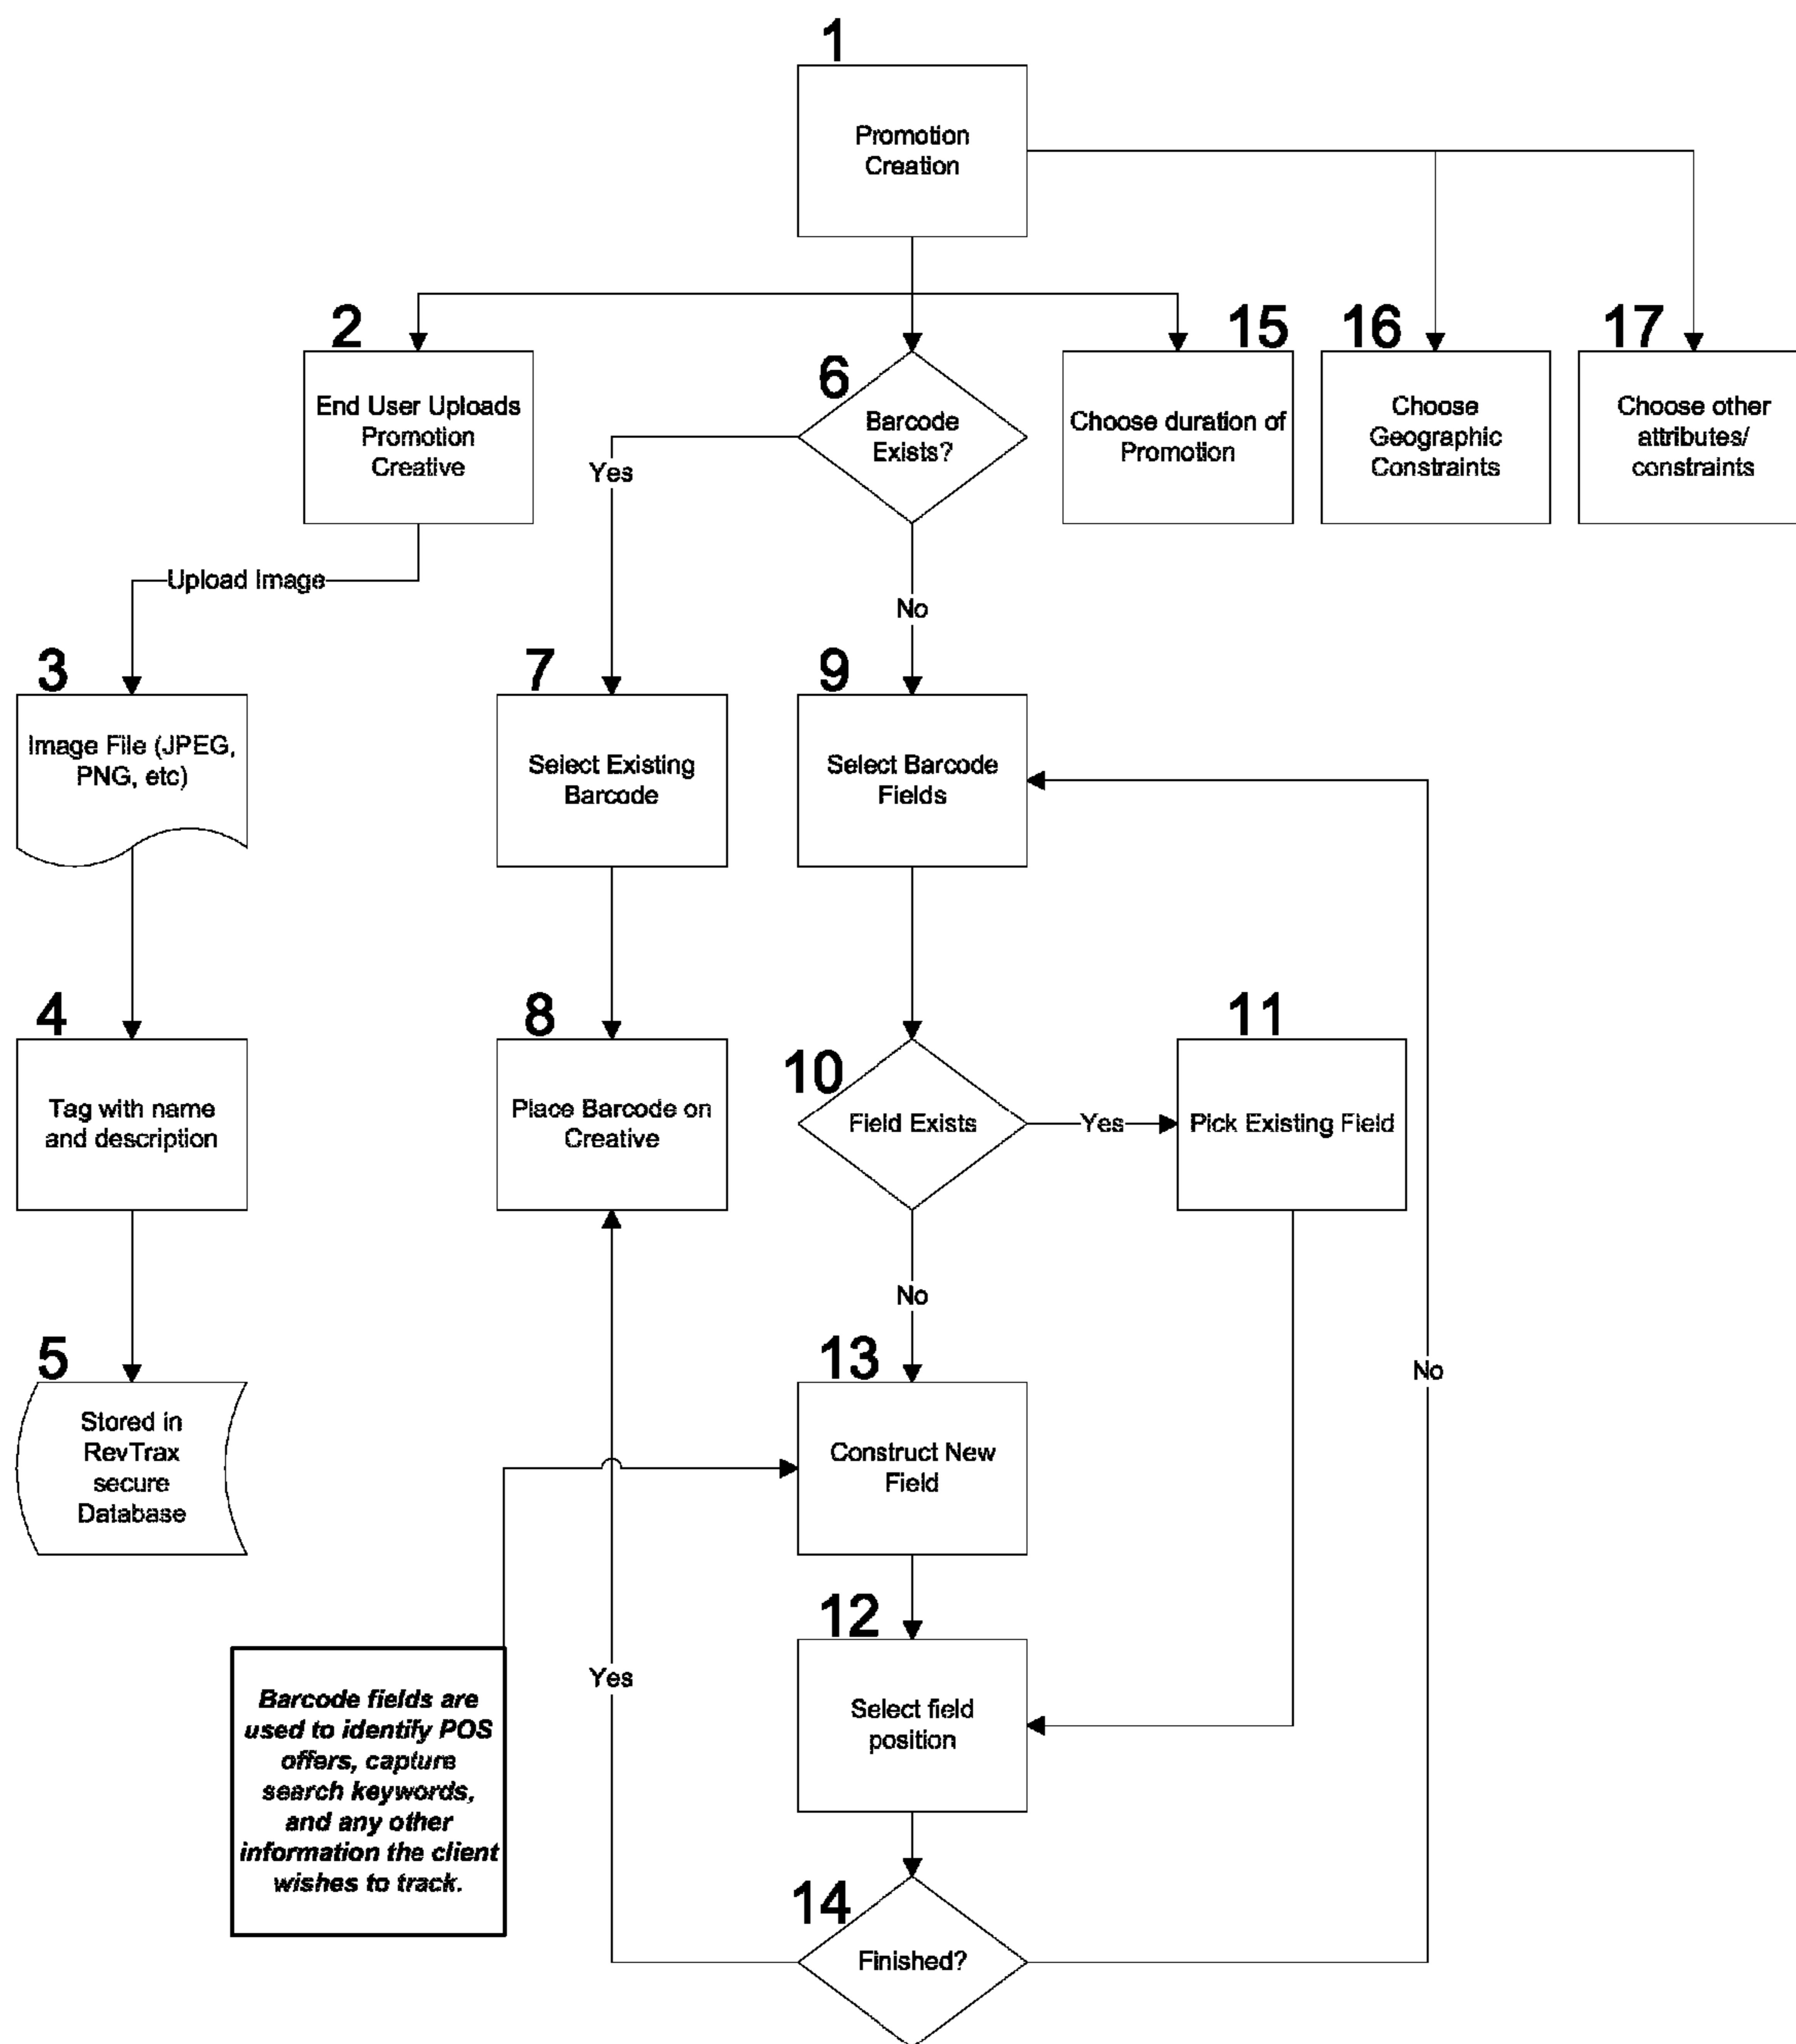 1
Promotion
Creation
2
End User Uploads
Promotion
Creative
6
Barcode
Exists?
15
Choose duration of
Promotion
16
Choose
Geographic
Constraints
17
Choose other
attributes/
constraints
Yes
Upload Image
No
3
Image File (JPEG,
PNG, etc)
7
Select Existing
Barcode
9
Select Barcode
Fields
4
Tag with name
and description
8
Place Barcode on
Creative
10
Field Exists
Yes
11
Pick Existing Field
No
5
Stored in
RevTrax
secure
Database
13
Construct New
Field
No
12
Select field
position
Yes
Barcode fields are
used to identify POS
offers, capture
search keywords,
and any other
information the client
wishes to track.
14
Finished?